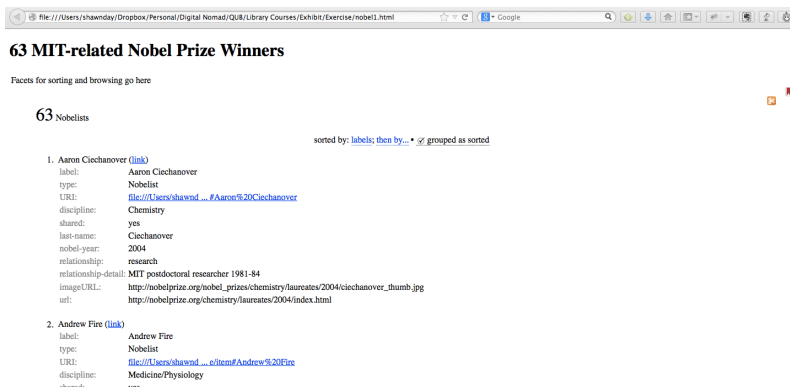 file:///Users/shawnday/Dropbox/Personal/Digital Nomad/QUB/Library Courses/Exhibit/Exercise/nobel1.html
Google
63 MIT-related Nobel Prize Winners
Facets for sorting and browsing go here
63 Nobelists
sorted by: labels; then by... • grouped as sorted
1. Aaron Ciechanover (link)
label: Aaron Ciechanover
type: Nobelist
URI: file:///Users/shawnd ... #Aaron%20Ciechanover
discipline: Chemistry
shared: yes
last-name: Ciechanover
nobel-year: 2004
relationship: research
relationship-detail: MIT postdoctoral researcher 1981-84
imageURL: http://nobelprize.org/nobel_prizes/chemistry/laureates/2004/ciechanover_thumb.jpg
url: http://nobelprize.org/chemistry/laureates/2004/index.html
2. Andrew Fire (link)
label: Andrew Fire
type: Nobelist
URI: file:///Users/shawnd ... e/item#Andrew%20Fire
discipline: Medicine/Physiology